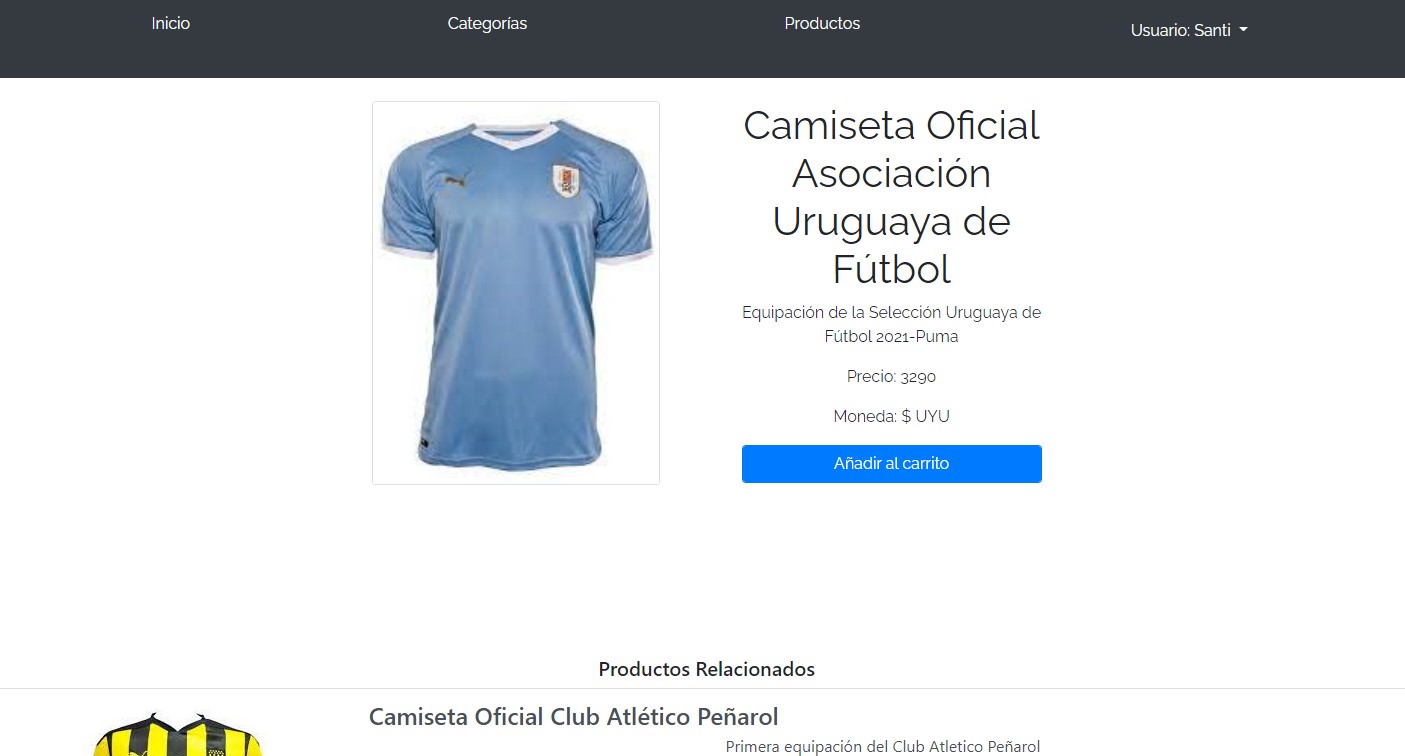 Inicio
Categorías
Productos
Usuario: Santi
Camiseta Oficial
Asociación
Uruguaya de
Fútbol
Equipación de la Selección Uruguaya de
Fútbol 2021-Puma
Precio: 3290
Moneda: $ UYU
Añadir al carrito
Productos Relacionados
Camiseta Oficial Club Atlético Peñarol
Primera equipación del Club Atletico Peñarol